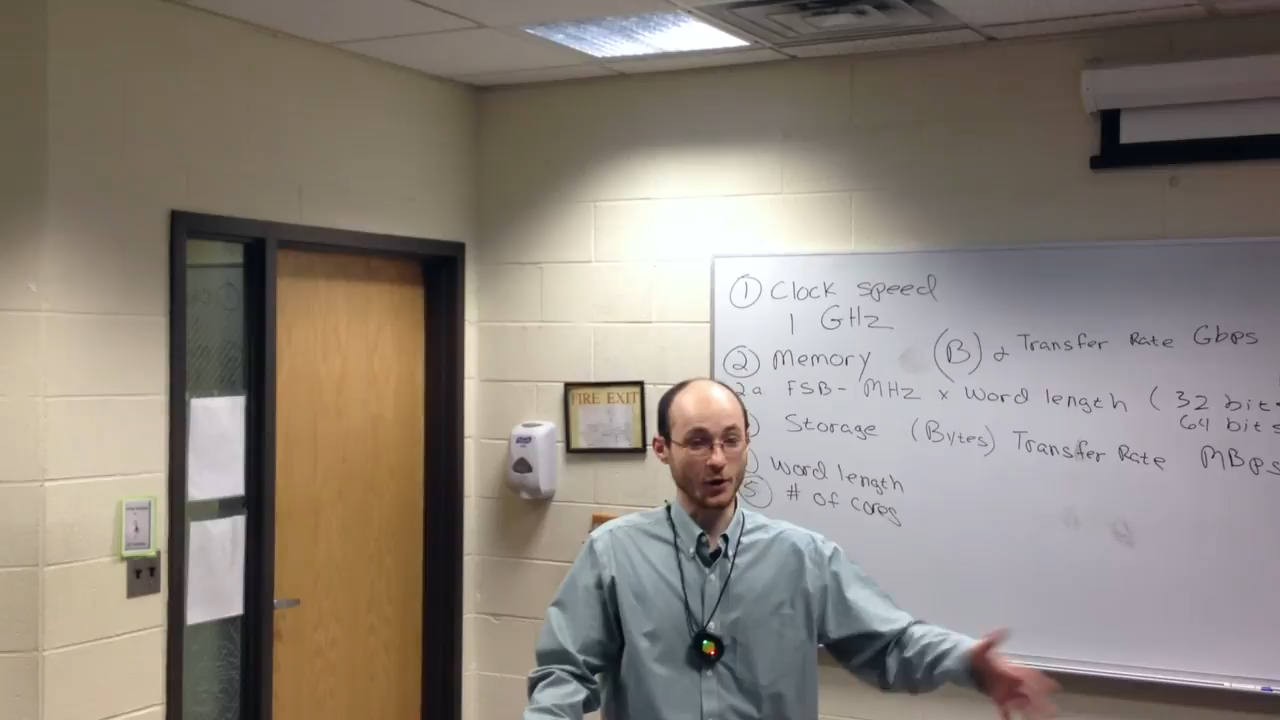 ① Clock speed
1 GHz
② Memory (B) & Transfer Rate Gbps
2a FSB - MHz x Word length ( 32 bit
64 bits
Storage (Bytes) Transfer Rate MBps
Word length
⑤ # of cores
FIRE EXIT